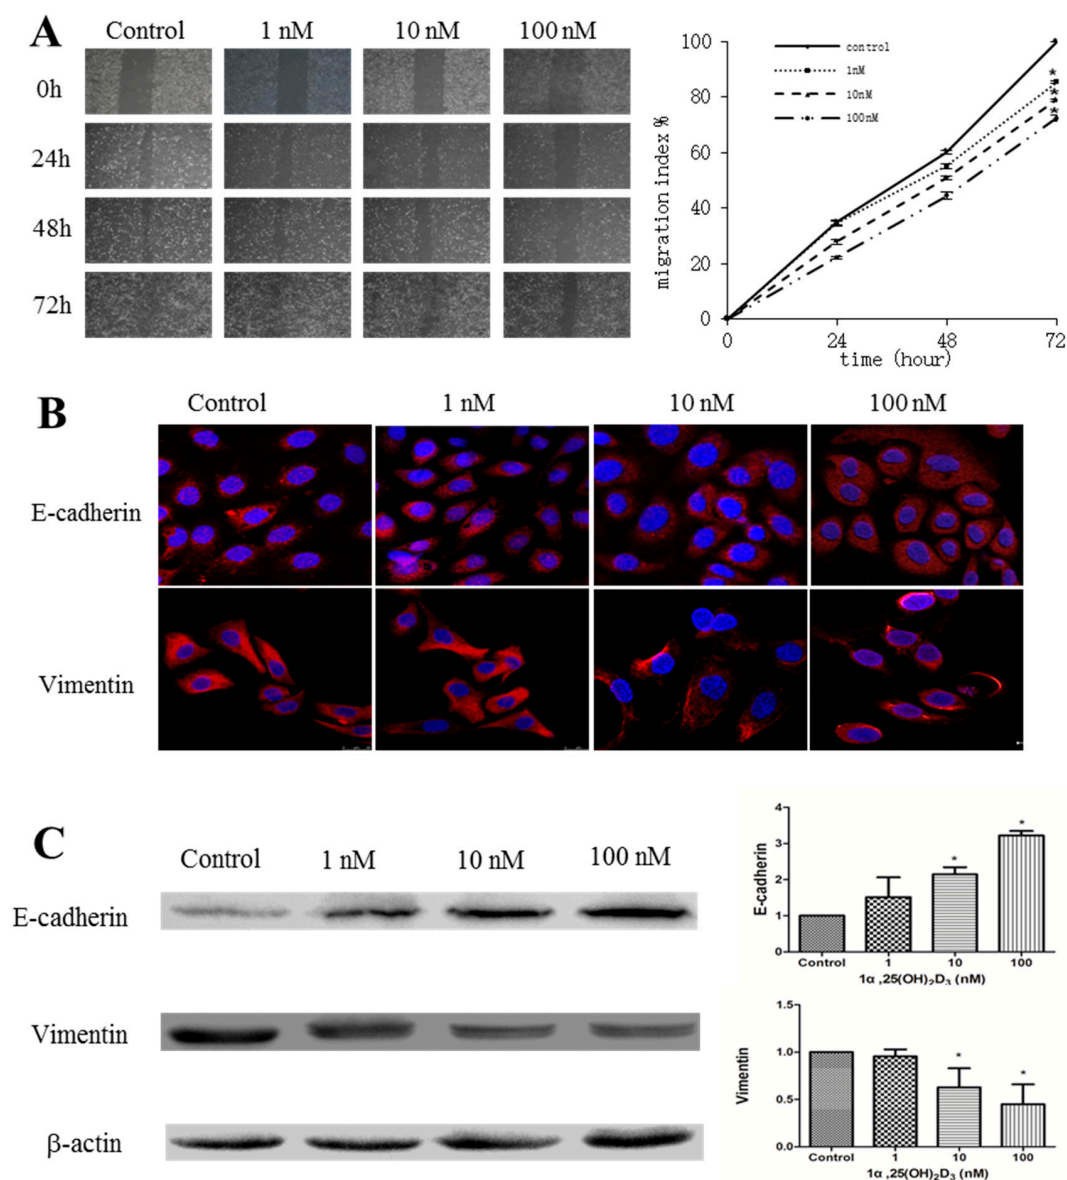 A
Control 1 nM 10 nM 100 nM
0h
24h
48h
72h
100
80
60
40
20
0
migration index %
control
1nM
10nM
100nM
*
*
*
0 24 48 72
time (hour)
B
Control 1 nM 10 nM 100 nM
E-cadherin
Vimentin
C
Control 1 nM 10 nM 100 nM
E-cadherin
Vimentin
β-actin
4
3
2
1
0
E-cadherin
* *
Control 1 10 100
1α ,25(OH)₂D₃ (nM)
1.5
1.0
0.5
0.0
Vimentin
* *
Control 1 10 100
1α ,25(OH)₂D₃ (nM)